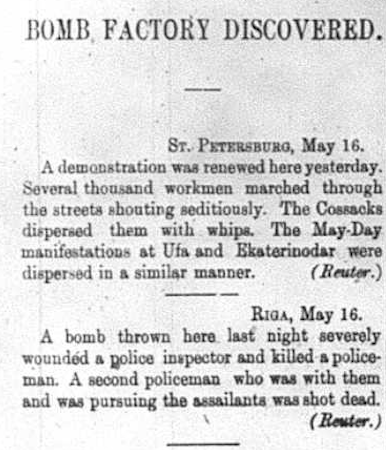 BOMB FACTORY DISCOVERED.
ST. PETERSBURG, May 16.
A demonstration was renewed here yesterday.
Several thousand workmen marched through
the streets shouting seditiously. The Cossacks
dispersed them with whips. The May-Day
manifestations at Ufa and Ekaterinodar were
dispersed in a similar manner. (Reuter.)
RIGA, May 16.
A bomb thrown here last night severely
wounded a police inspector and killed a police-
man. A second policeman who was with them
and was pursuing the assailants was shot dead.
(Reuter.)